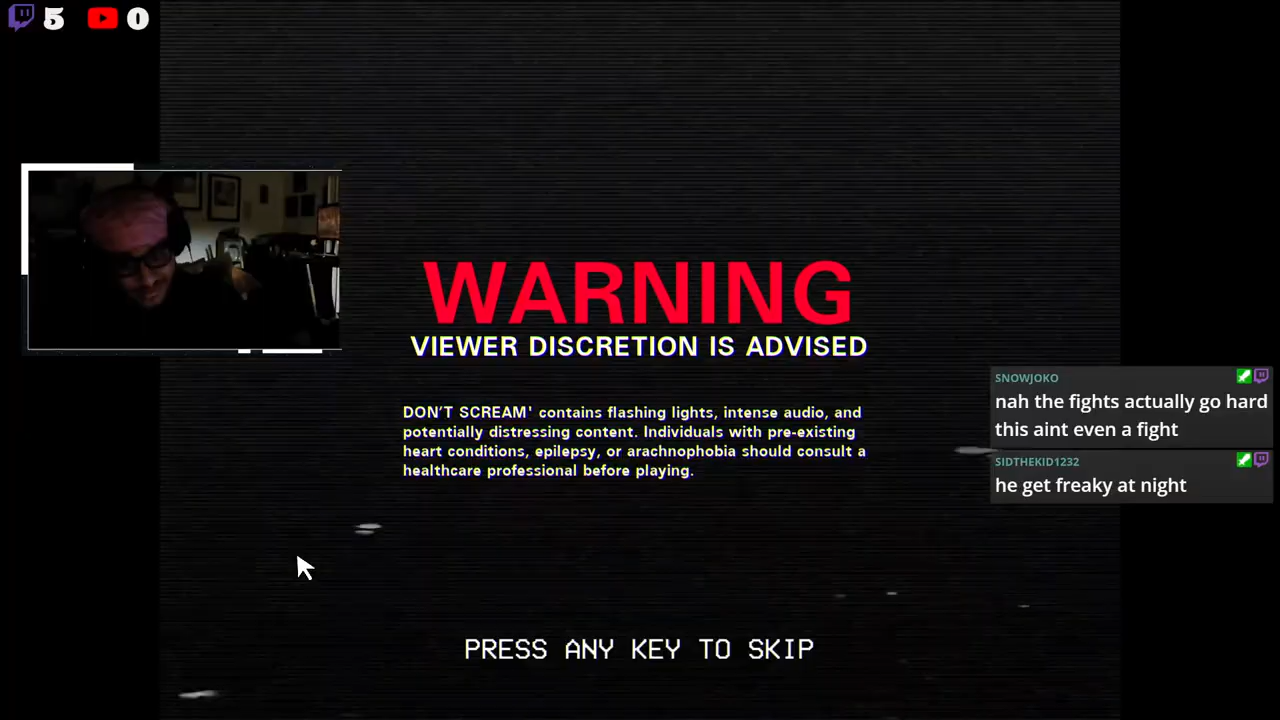 5 0
WARNING
VIEWER DISCRETION IS ADVISED
DON'T SCREAM' contains flashing lights, intense audio, and
potentially distressing content. Individuals with pre-existing
heart conditions, epilepsy, or arachnophobia should consult a
healthcare professional before playing.
SNOWJOKO
nah the fights actually go hard
this aint even a fight
SIDTHEKID1232
he get freaky at night
PRESS ANY KEY TO SKIP